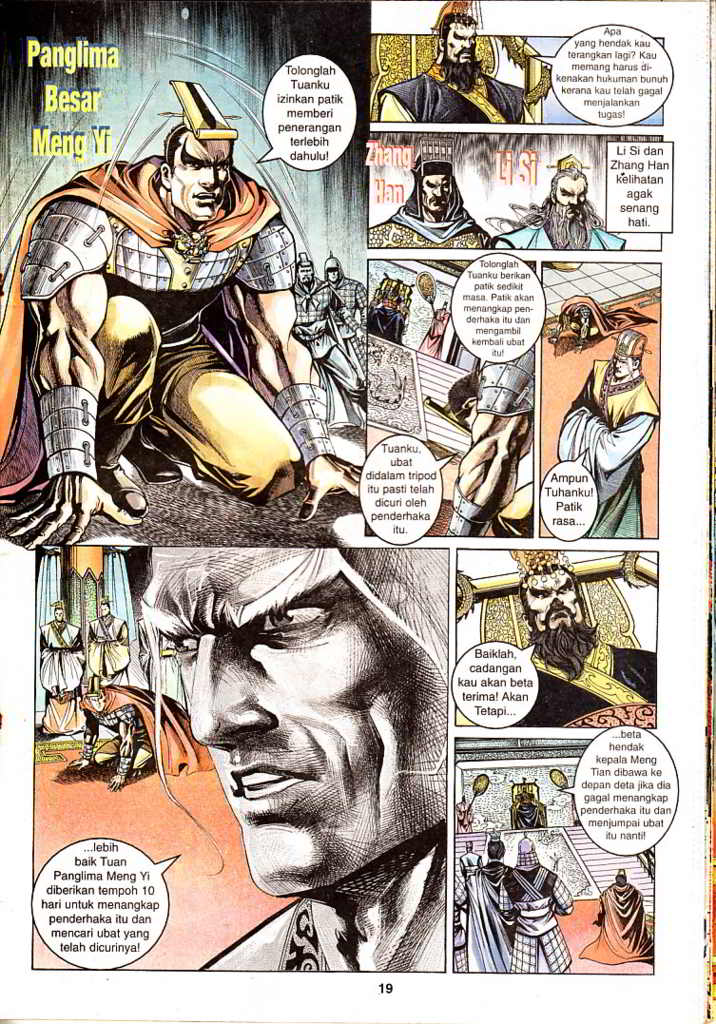 Panglima
Besar
Meng Yi
Tolonglah
Tuanku
izinkan patik
memberi
penerangan
terlebih
dahulu!
Apa
yang hendak kau
terangkan lagi? Kau
memang harus di-
kenakan hukuman bunuh
kerana kau telah gagal
menjalankan
tugas!
Zhang
Han
Li Si
Li Si dan
Zhang Han
kelihatan
agak
senang
hati.
Tolonglah
Tuanku berikan
patik sedikit
masa. Patik akan
menangkap pen-
derhaka itu dan
mengambil
kembali ubat
itu!
Tuanku,
ubat
didalam tripod
itu pasti telah
dicuri oleh
penderhaka
itu.
Ampun
Tuhanku!
Patik
rasa...
...lebih
baik Tuan
Panglima Meng Yi
diberikan tempoh 10
hari untuk menangkap
penderhaka itu dan
mencari ubat yang
telah dicurinya!
Baiklah,
cadangan
kau akan beta
terima! Akan
Tetapi...
...beta
hendak
kepala Meng
Tian dibawa ke
depan deta jika dia
gagal menangkap
penderhaka itu dan
menjumpai ubat
itu nanti!
19